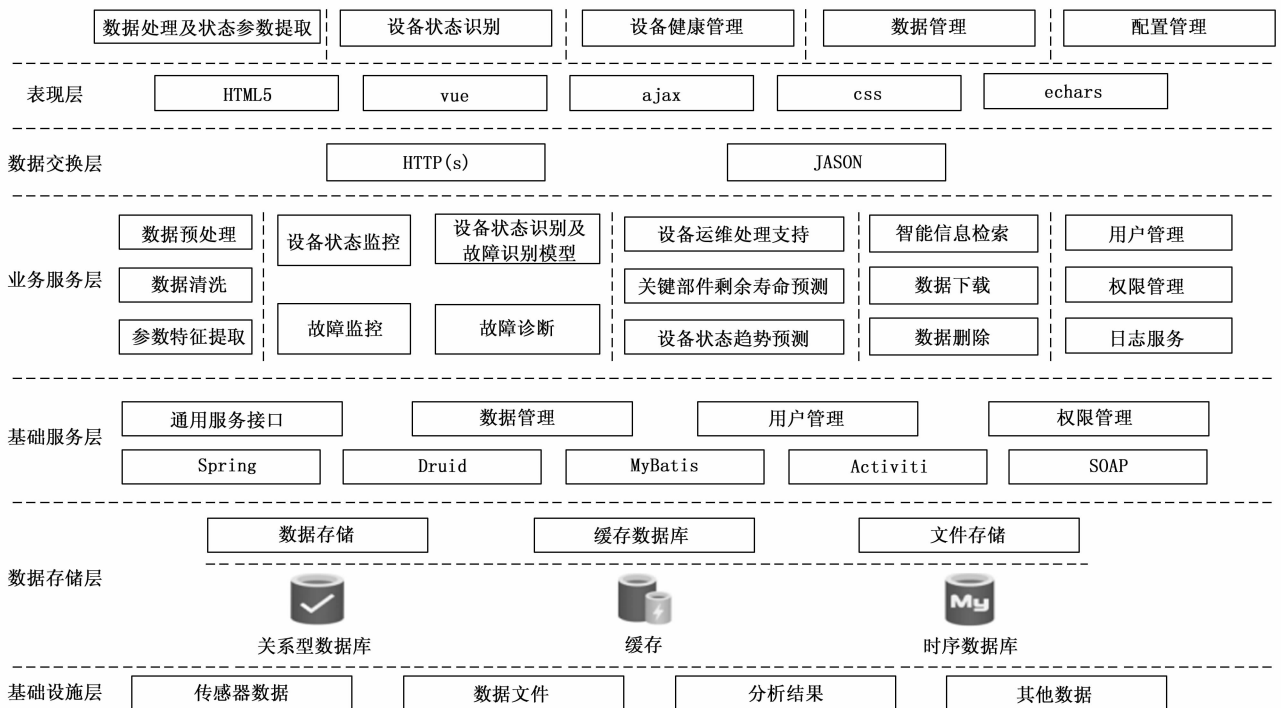 数据处理及状态参数提取
设备状态识别
设备健康管理
数据管理
配置管理
表现层
HTML5
vue
ajax
css
echars
数据交换层
HTTP(s)
JASON
业务服务层
数据预处理
数据清洗
参数特征提取
设备状态监控
故障监控
设备状态识别及
故障识别模型
故障诊断
设备运维处理支持
关键部件剩余寿命预测
设备状态趋势预测
智能信息检索
数据下载
数据删除
用户管理
权限管理
日志服务
基础服务层
通用服务接口
数据管理
用户管理
权限管理
Spring
Druid
MyBatis
Activiti
SOAP
数据存储层
数据存储
缓存数据库
文件存储
My
关系型数据库
缓存
时序数据库
基础设施层
传感器数据
数据文件
分析结果
其他数据